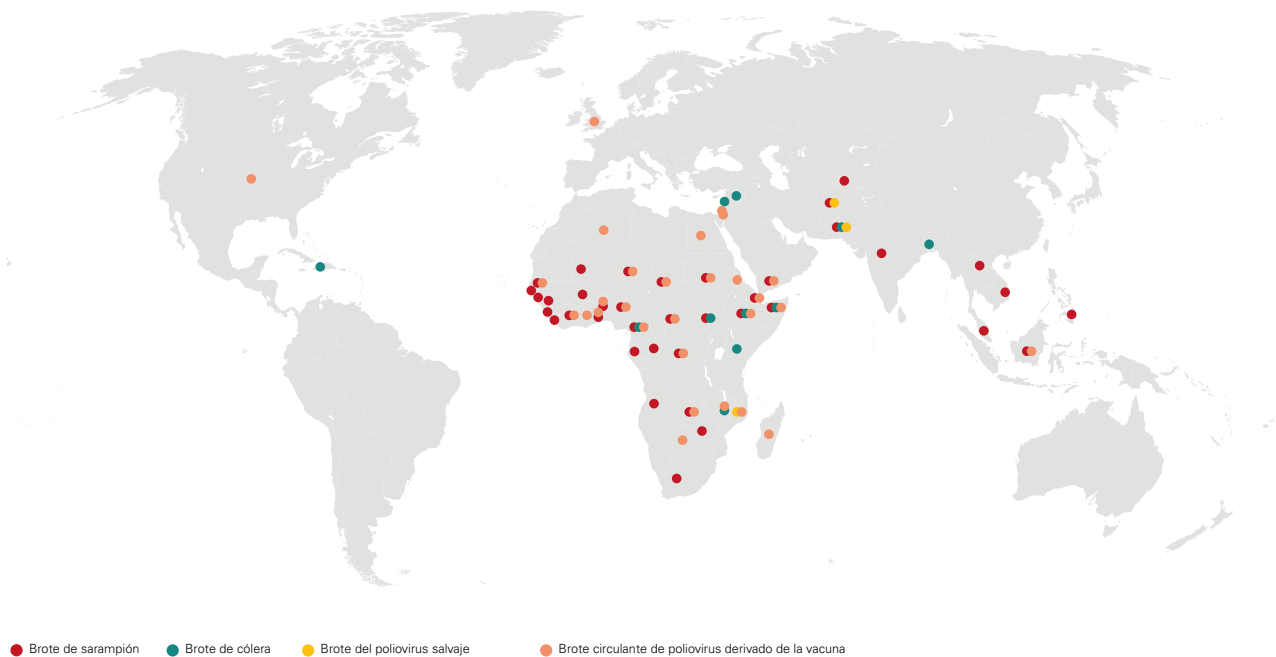 Brote de sarampión
Brote de cólera
Brote del poliovirus salvaje
Brote circulante de poliovirus derivado de la vacuna